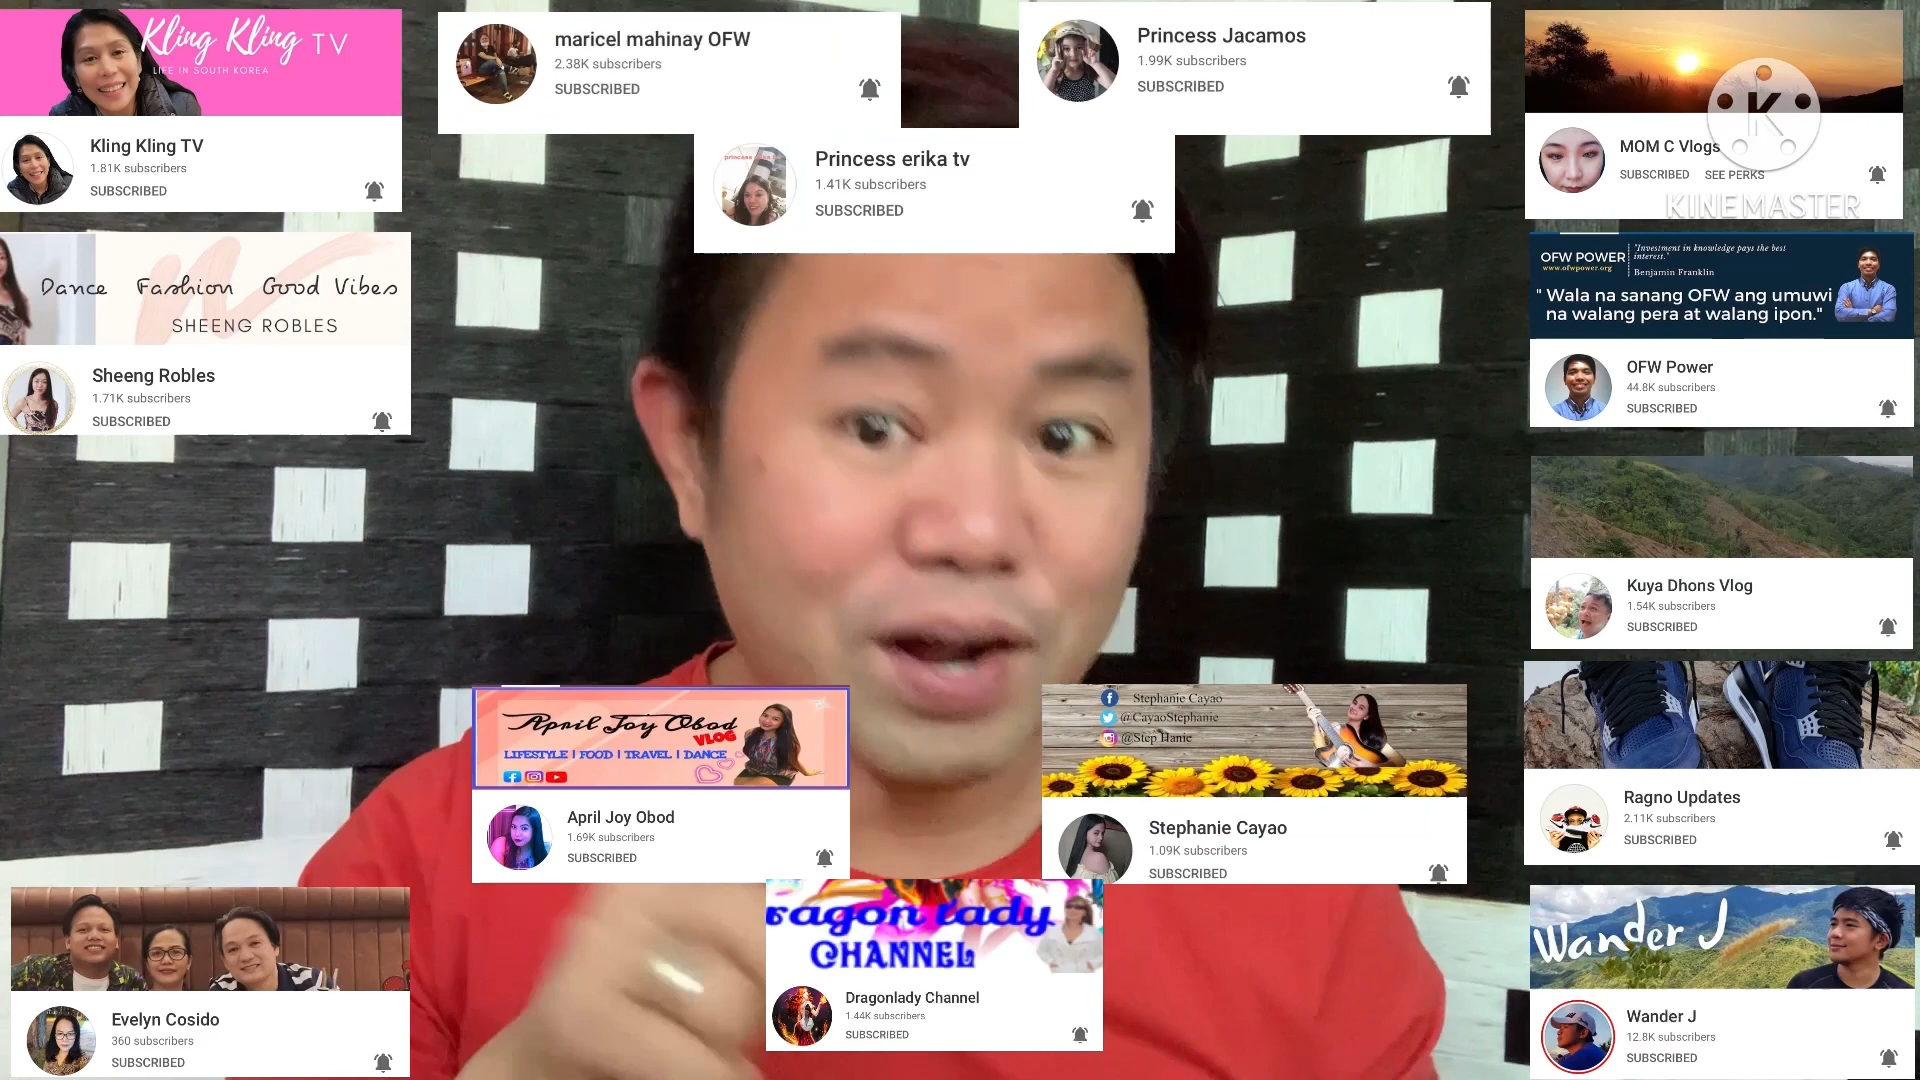 Kling Kling TV
LIFE IN SOUTH KOREA
Kling Kling TV
1.81K subscribers
SUBSCRIBED
maricel mahinay OFW
2.38K subscribers
SUBSCRIBED
Princess Jacamos
1.99K subscribers
SUBSCRIBED
Princess erika tv
1.41K subscribers
SUBSCRIBED
MOM C Vlogs
SUBSCRIBED SEE PERKS
K
KINEMASTER
Dance Fashion Good Vibes
SHEENG ROBLES
Sheeng Robles
1.71K subscribers
SUBSCRIBED
OFW POWER
www.ofwpower.org
"Investment in knowledge pays the best
interest."
Benjamin Franklin
" Wala na sanang OFW ang umuwi
na walang pera at walang ipon."
OFW Power
44.8K subscribers
SUBSCRIBED
Kuya Dhons Vlog
1.54K subscribers
SUBSCRIBED
April Joy Obod
VLOG
LIFESTYLE | FOOD | TRAVEL | DANCE
April Joy Obod
1.69K subscribers
SUBSCRIBED
Stephanie Cayao
@CayaoStephanie
@Step Hanie
Stephanie Cayao
1.09K subscribers
SUBSCRIBED
Ragno Updates
2.11K subscribers
SUBSCRIBED
Evelyn Cosido
360 subscribers
SUBSCRIBED
ragon lady
CHANNEL
Dragonlady Channel
1.44K subscribers
SUBSCRIBED
Wander J
Wander J
12.8K subscribers
SUBSCRIBED